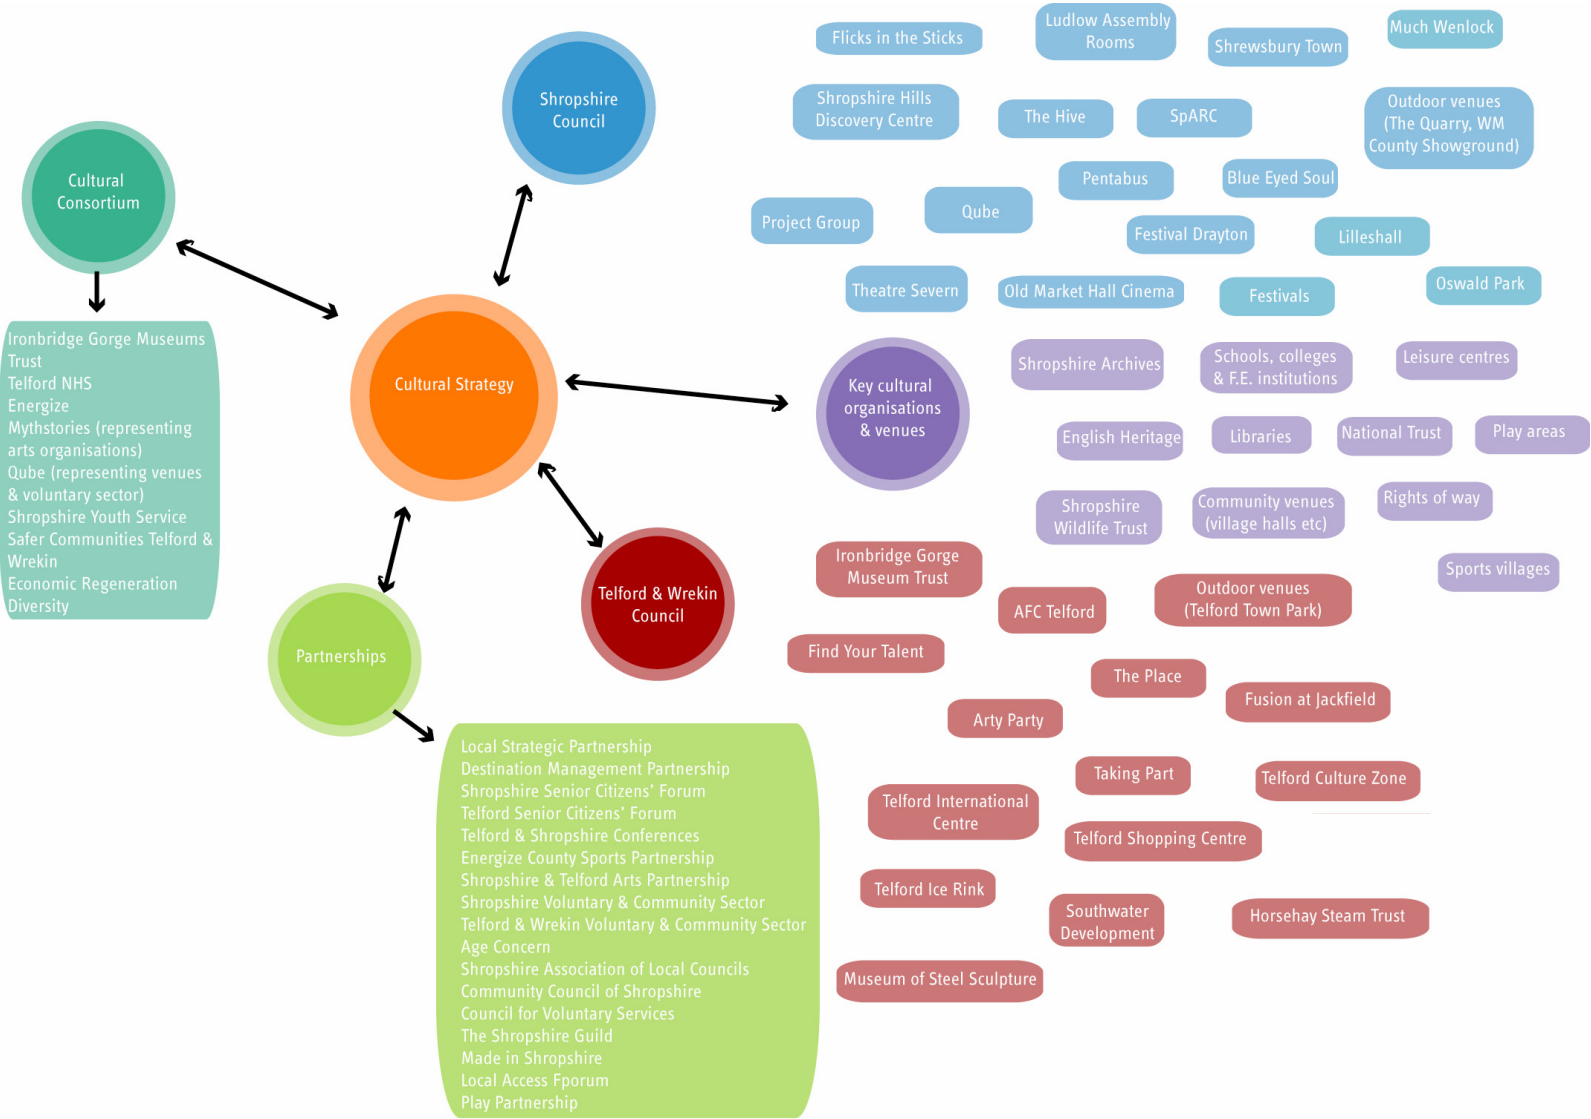 Cultural
Consortium
Ironbridge Gorge Museums
Trust
Telford NHS
Energize
Mythstories (representing
arts organisations)
Qube (representing venues
& voluntary sector)
Shropshire Youth Service
Safer Communities Telford &
Wrekin
Economic Regeneration
Diversity
Shropshire
Council
Cultural Strategy
Key cultural
organisations
& venues
Telford & Wrekin
Council
Partnerships
Local Strategic Partnership
Destination Management Partnership
Shropshire Senior Citizens' Forum
Telford Senior Citizens' Forum
Telford & Shropshire Conferences
Energize County Sports Partnership
Shropshire & Telford Arts Partnership
Shropshire Voluntary & Community Sector
Telford & Wrekin Voluntary & Community Sector
Age Concern
Shropshire Association of Local Councils
Community Council of Shropshire
Council for Voluntary Services
The Shropshire Guild
Made in Shropshire
Local Access Fporum
Play Partnership
Flicks in the Sticks
Ludlow Assembly
Rooms
Shrewsbury Town
Much Wenlock
Shropshire Hills
Discovery Centre
The Hive
SpARC
Outdoor venues
(The Quarry, WM
County Showground)
Pentabus
Blue Eyed Soul
Project Group
Qube
Festival Drayton
Lilleshall
Theatre Severn
Old Market Hall Cinema
Festivals
Oswald Park
Shropshire Archives
Schools, colleges
& F.E. institutions
Leisure centres
English Heritage
Libraries
National Trust
Play areas
Shropshire
Wildlife Trust
Community venues
(village halls etc)
Rights of way
Sports villages
Ironbridge Gorge
Museum Trust
AFC Telford
Outdoor venues
(Telford Town Park)
Find Your Talent
The Place
Fusion at Jackfield
Arty Party
Taking Part
Telford Culture Zone
Telford International
Centre
Telford Shopping Centre
Telford Ice Rink
Southwater
Development
Horsehay Steam Trust
Museum of Steel Sculpture